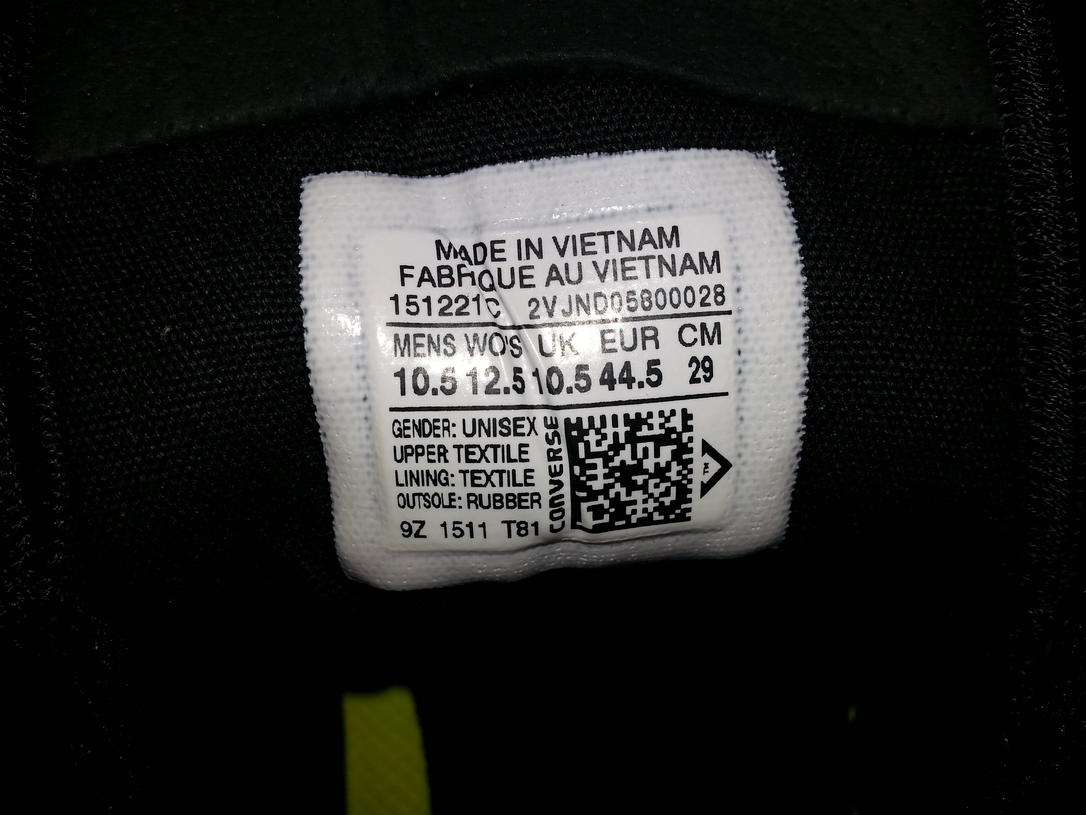 MADE IN VIETNAM
FABRIQUE AU VIETNAM
151221C 2VJND05800028
MENS WO'S UK EUR CM
10.5 12.5 10.5 44.5 29
GENDER: UNISEX
UPPER TEXTILE
LINING: TEXTILE
OUTSOLE: RUBBER
9Z 1511 T81
CONVERSE
™